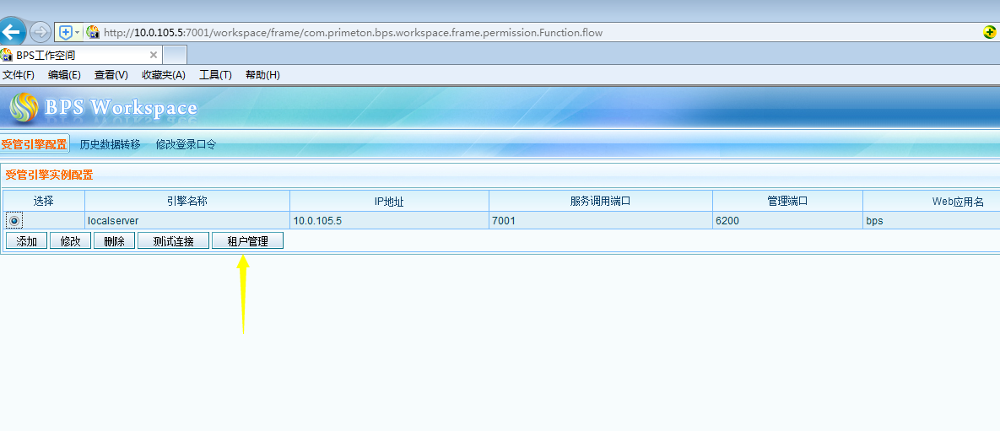 http://10.0.105.5:7001/workspace/frame/com.primeton.bps.workspace.frame.permission.Function.flow
BPS工作空间
文件(F) 编辑(E) 查看(V) 收藏夹(A) 工具(T) 帮助(H)
BPS Workspace
受管引擎配置 历史数据转移 修改登录口令
受管引擎实例配置
选择 引擎名称 IP地址 服务调用端口 管理端口 Web应用名
localserver 10.0.105.5 7001 6200 bps
添加 修改 删除 测试连接 租户管理